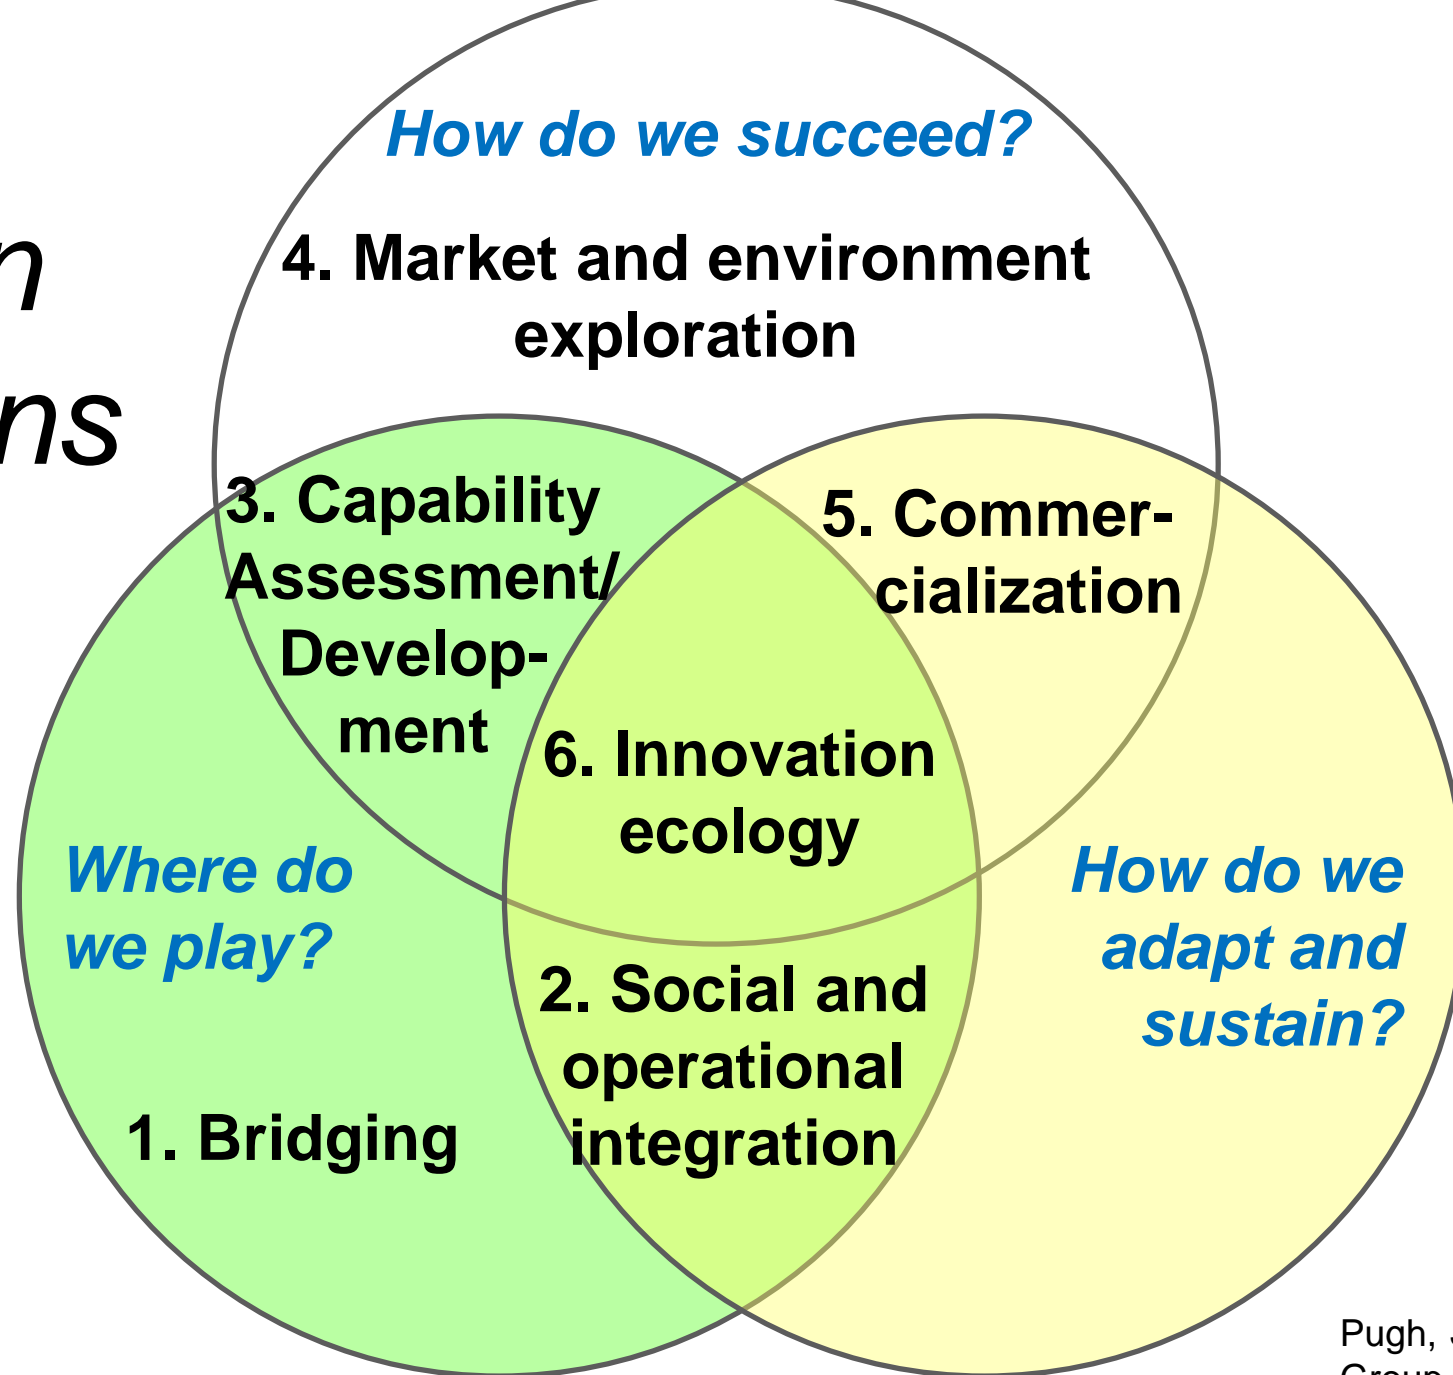 How do we succeed?
4. Market and environment
exploration
3. Capability
Assessment/
Develop-
ment
5. Commer-
cialization
6. Innovation
ecology
Where do
we play?
How do we
adapt and
sustain?
2. Social and
operational
integration
1. Bridging
Pugh,
Group